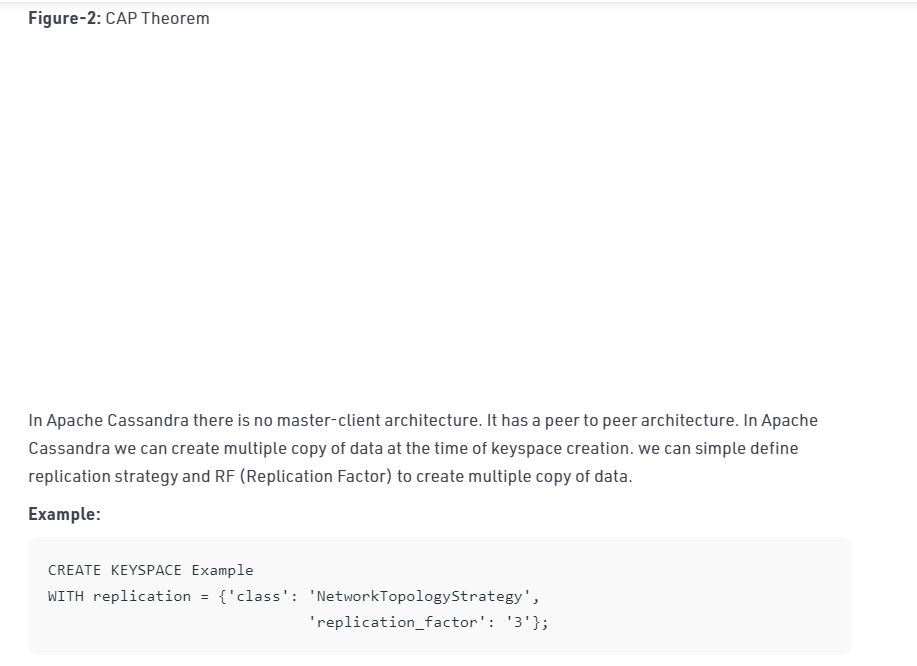 Figure-2: CAP Theorem
In Apache Cassandra there is no master-client architecture. It has a peer to peer architecture. In Apache
Cassandra we can create multiple copy of data at the time of keyspace creation. we can simple define
replication strategy and RF (Replication Factor) to create multiple copy of data.
Example:
CREATE KEYSPACE Example
WITH replication = {'class': 'NetworkTopologyStrategy',
'replication_factor': '3'};